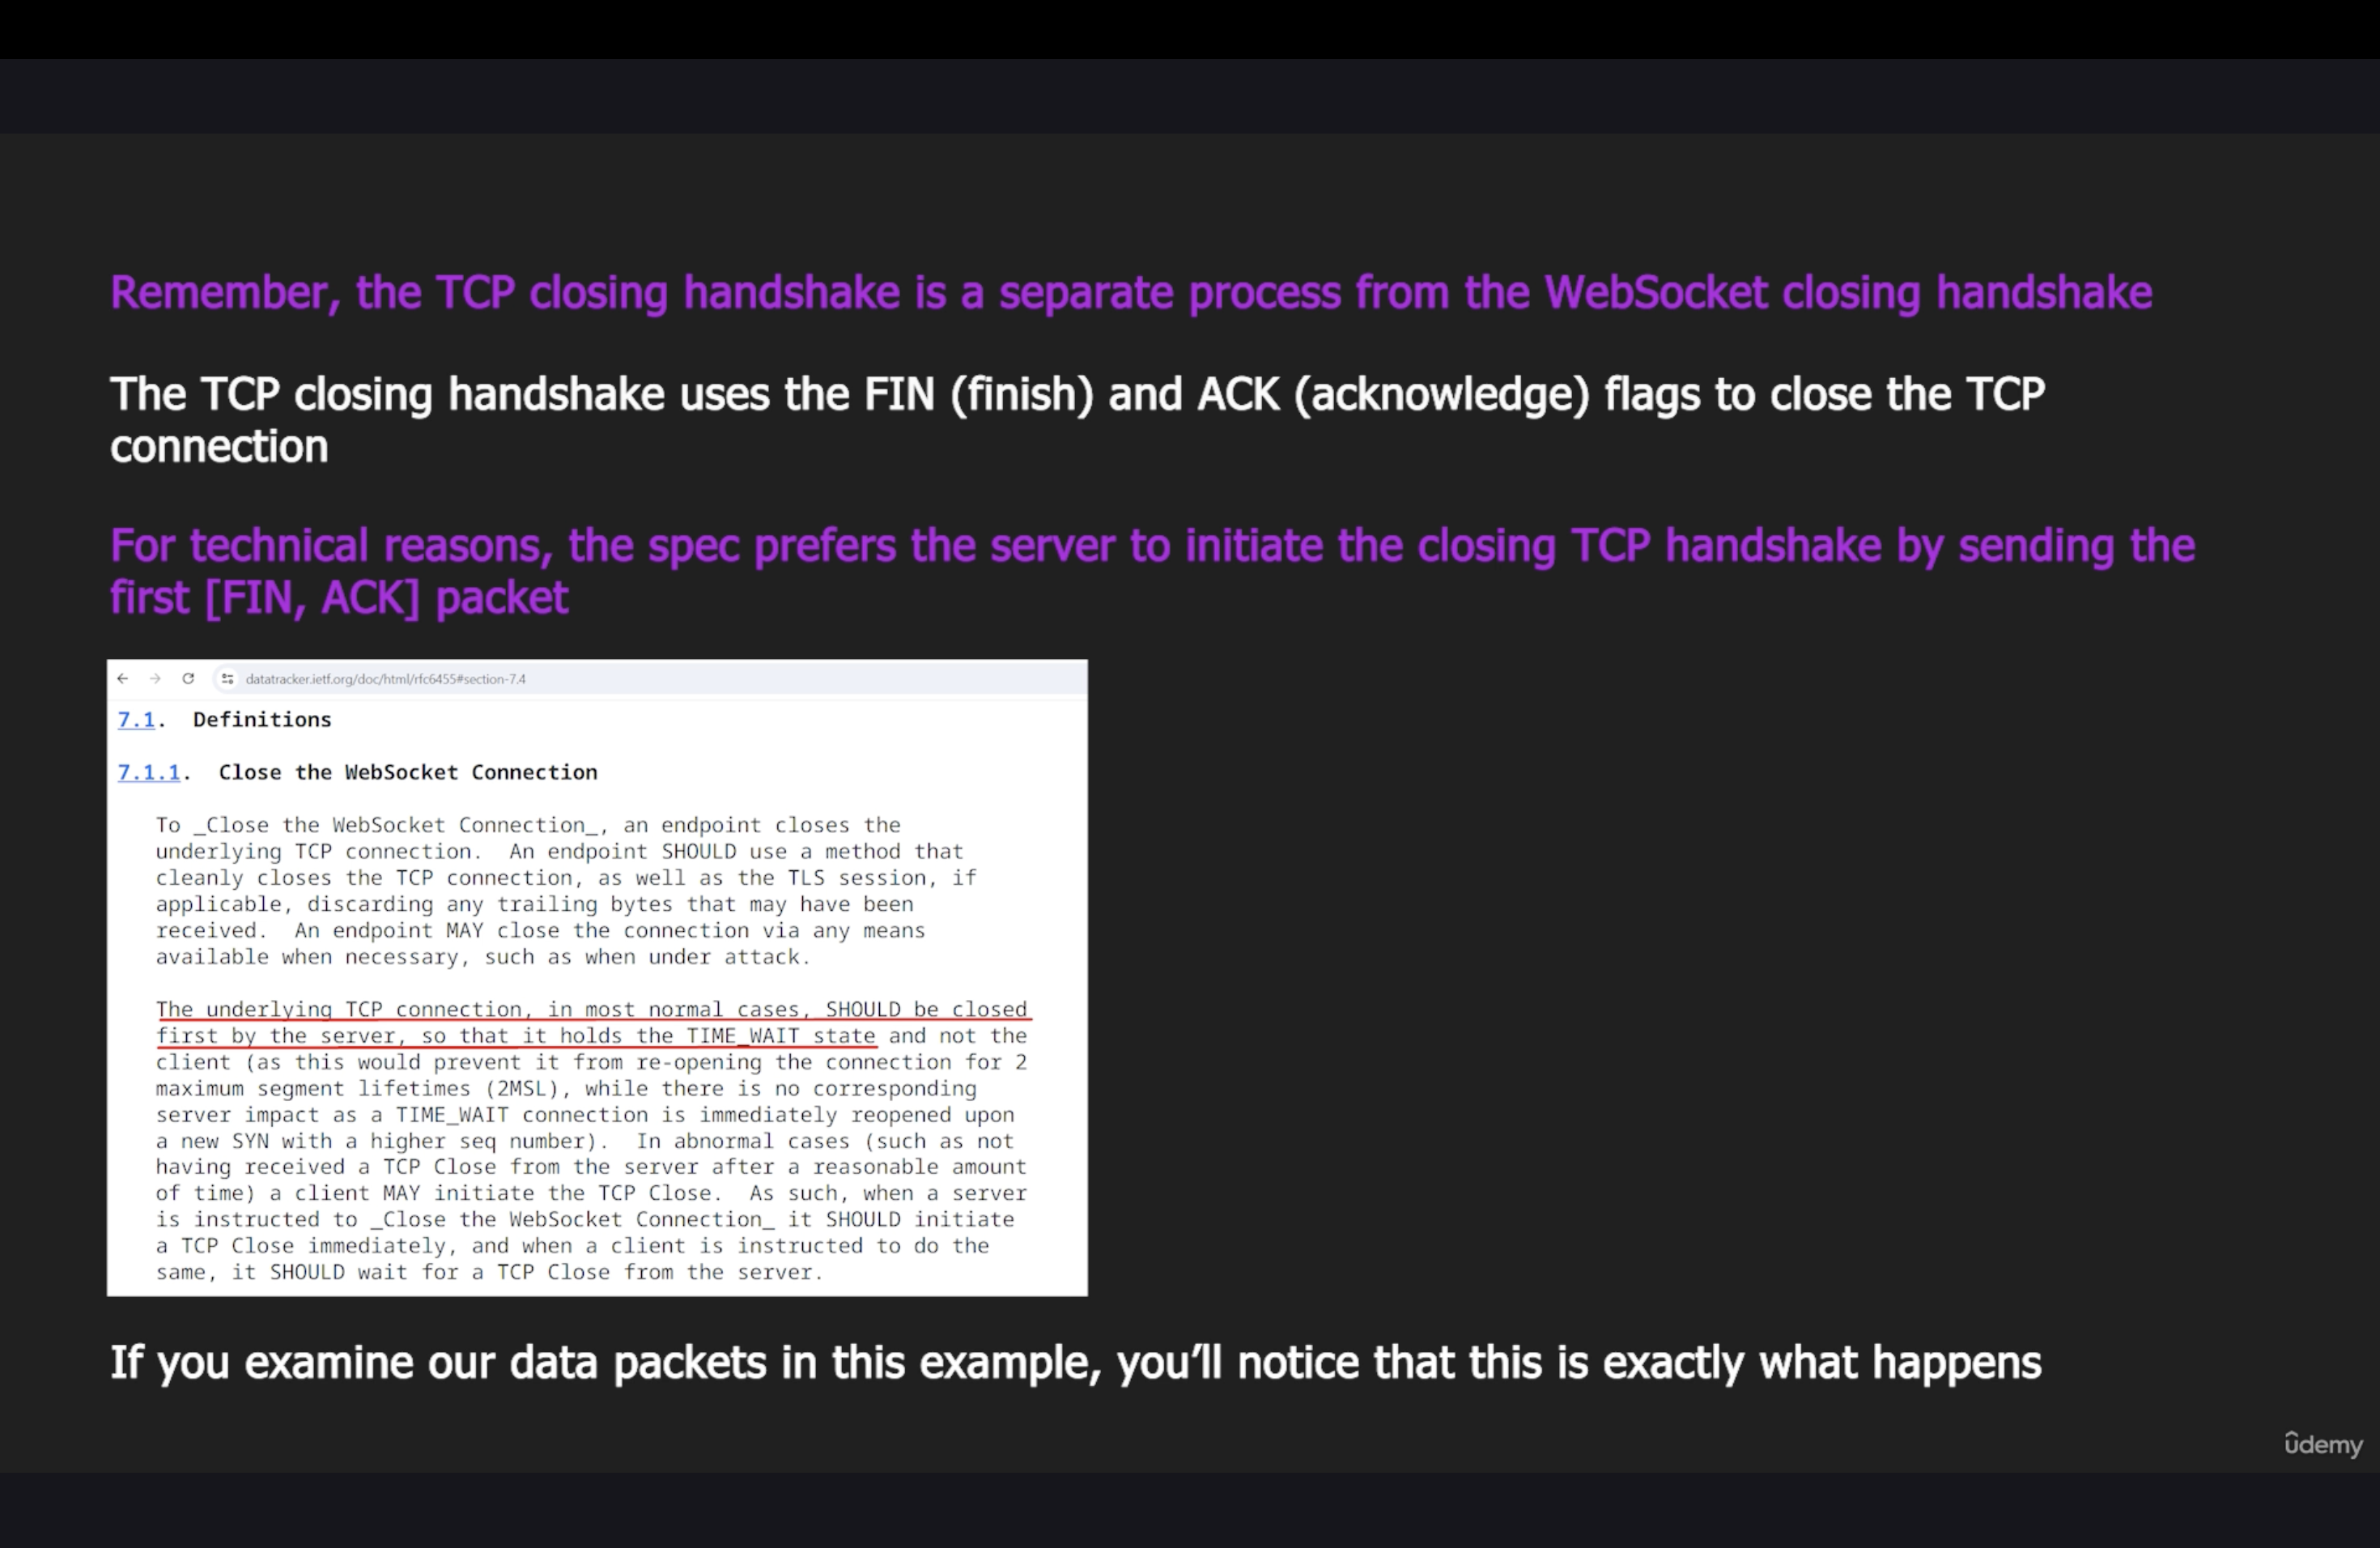 Remember, the TCP closing handshake is a separate process from the WebSocket closing handshake
The TCP closing handshake uses the FIN (finish) and ACK (acknowledge) flags to close the TCP
connection
For technical reasons, the spec prefers the server to initiate the closing TCP handshake by sending the
first [FIN, ACK] packet
datatracker.ietf.org/doc/html/rfc6455#section-7.4
7.1. Definitions
7.1.1. Close the WebSocket Connection
To _Close the WebSocket Connection_, an endpoint closes the
underlying TCP connection. An endpoint SHOULD use a method that
cleanly closes the TCP connection, as well as the TLS session, if
applicable, discarding any trailing bytes that may have been
received. An endpoint MAY close the connection via any means
available when necessary, such as when under attack.
The underlying TCP connection, in most normal cases, SHOULD be closed
first by the server, so that it holds the TIME_WAIT state and not the
client (as this would prevent it from re-opening the connection for 2
maximum segment lifetimes (2MSL), while there is no corresponding
server impact as a TIME_WAIT connection is immediately reopened upon
a new SYN with a higher seq number). In abnormal cases (such as not
having received a TCP Close from the server after a reasonable amount
of time) a client MAY initiate the TCP Close. As such, when a server
is instructed to _Close the WebSocket Connection_ it SHOULD initiate
a TCP Close immediately, and when a client is instructed to do the
same, it SHOULD wait for a TCP Close from the server.
If you examine our data packets in this example, you’ll notice that this is exactly what happens
ûdemy